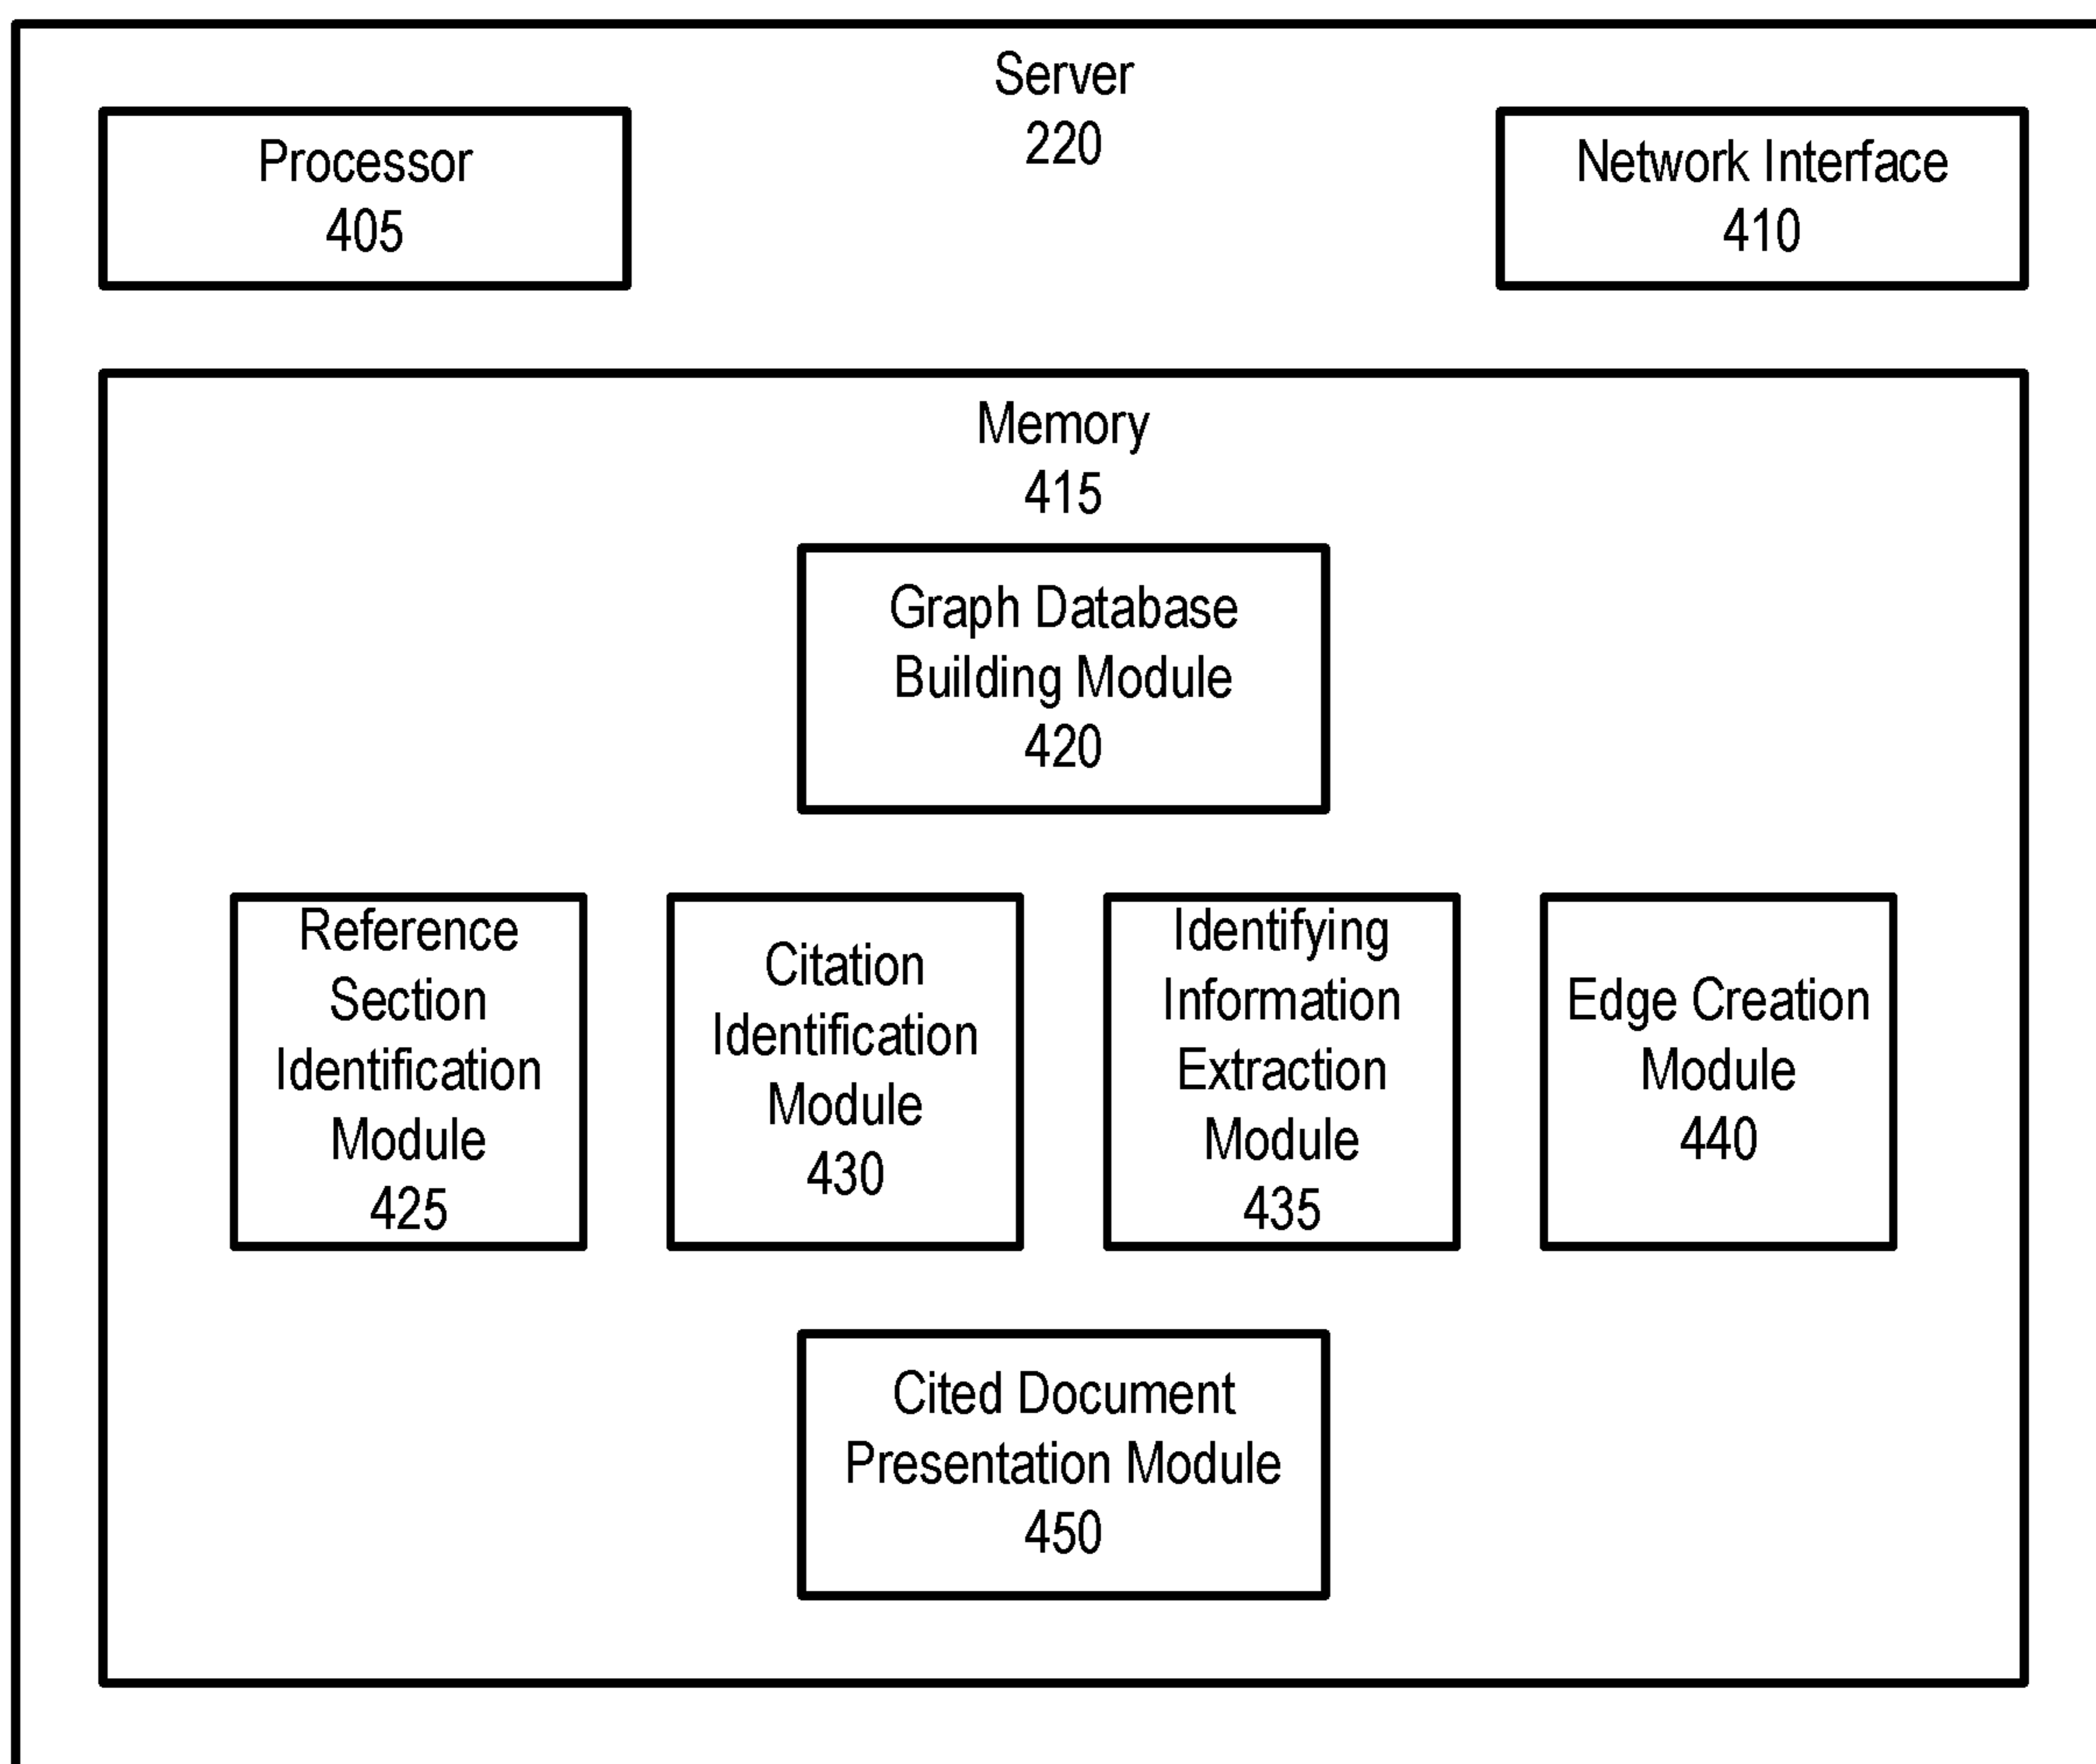 Server
220
Processor
405
Network Interface
410
Memory
415
Graph Database
Building Module
420
Reference
Section
Identification
Module
425
Citation
Identification
Module
430
Identifying
Information
Extraction
Module
435
Edge Creation
Module
440
Cited Document
Presentation Module
450